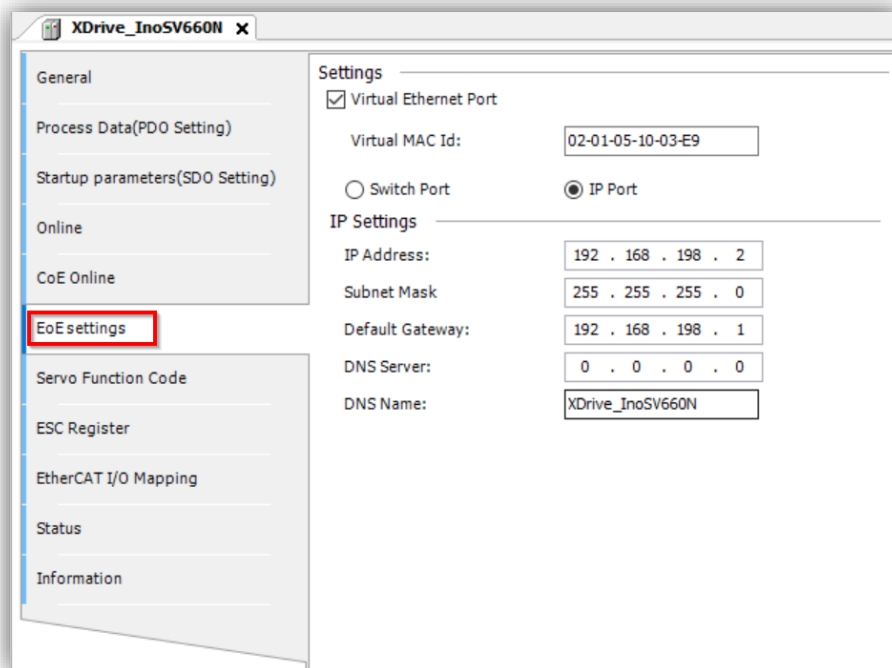 XDrive_InoSV660N x
General
Process Data(PDO Setting)
Startup parameters(SDO Setting)
Online
CoE Online
EoE settings
Servo Function Code
ESC Register
EtherCAT I/O Mapping
Status
Information
Settings
Virtual Ethernet Port
Virtual MAC Id: 02-01-05-10-03-E9
Switch Port IP Port
IP Settings
IP Address: 192 . 168 . 198 . 2
Subnet Mask 255 . 255 . 255 . 0
Default Gateway: 192 . 168 . 198 . 1
DNS Server: 0 . 0 . 0 . 0
DNS Name: XDrive_InoSV660N